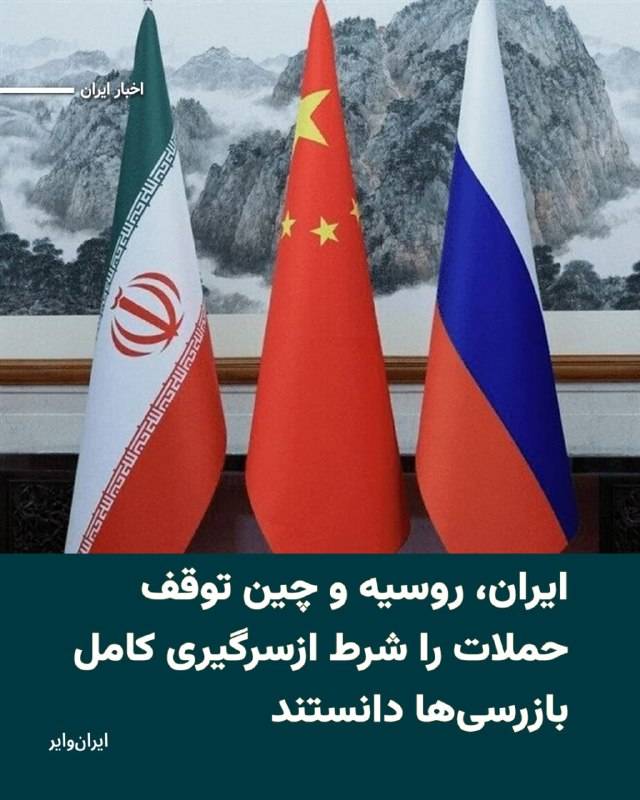 اخبار ایران
ایران، روسیه و چین توقف
حملات را شرط ازسرگیری کامل
بازرسی‌ها دانستند
ایران‌وایر